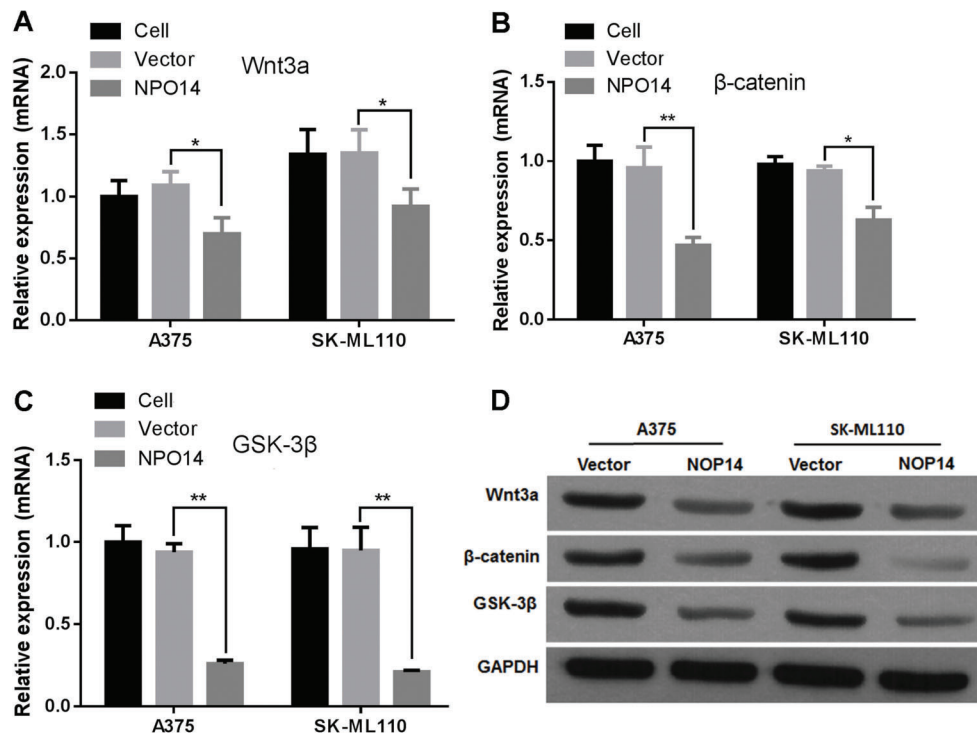 A
Cell
Vector
NPO14
Wnt3a
Relative expression (mRNA)
2.0
1.5
1.0
0.5
0.0
*
*
A375
SK-ML110
B
Cell
Vector
NPO14
β-catenin
Relative expression (mRNA)
1.5
1.0
0.5
0.0
**
*
A375
SK-ML110
C
Cell
Vector
NPO14
GSK-3β
Relative expression (mRNA)
1.5
1.0
0.5
0.0
**
**
A375
SK-ML110
D
A375 SK-ML110
Vector NOP14 Vector NOP14
Wnt3a
β-catenin
GSK-3β
GAPDH